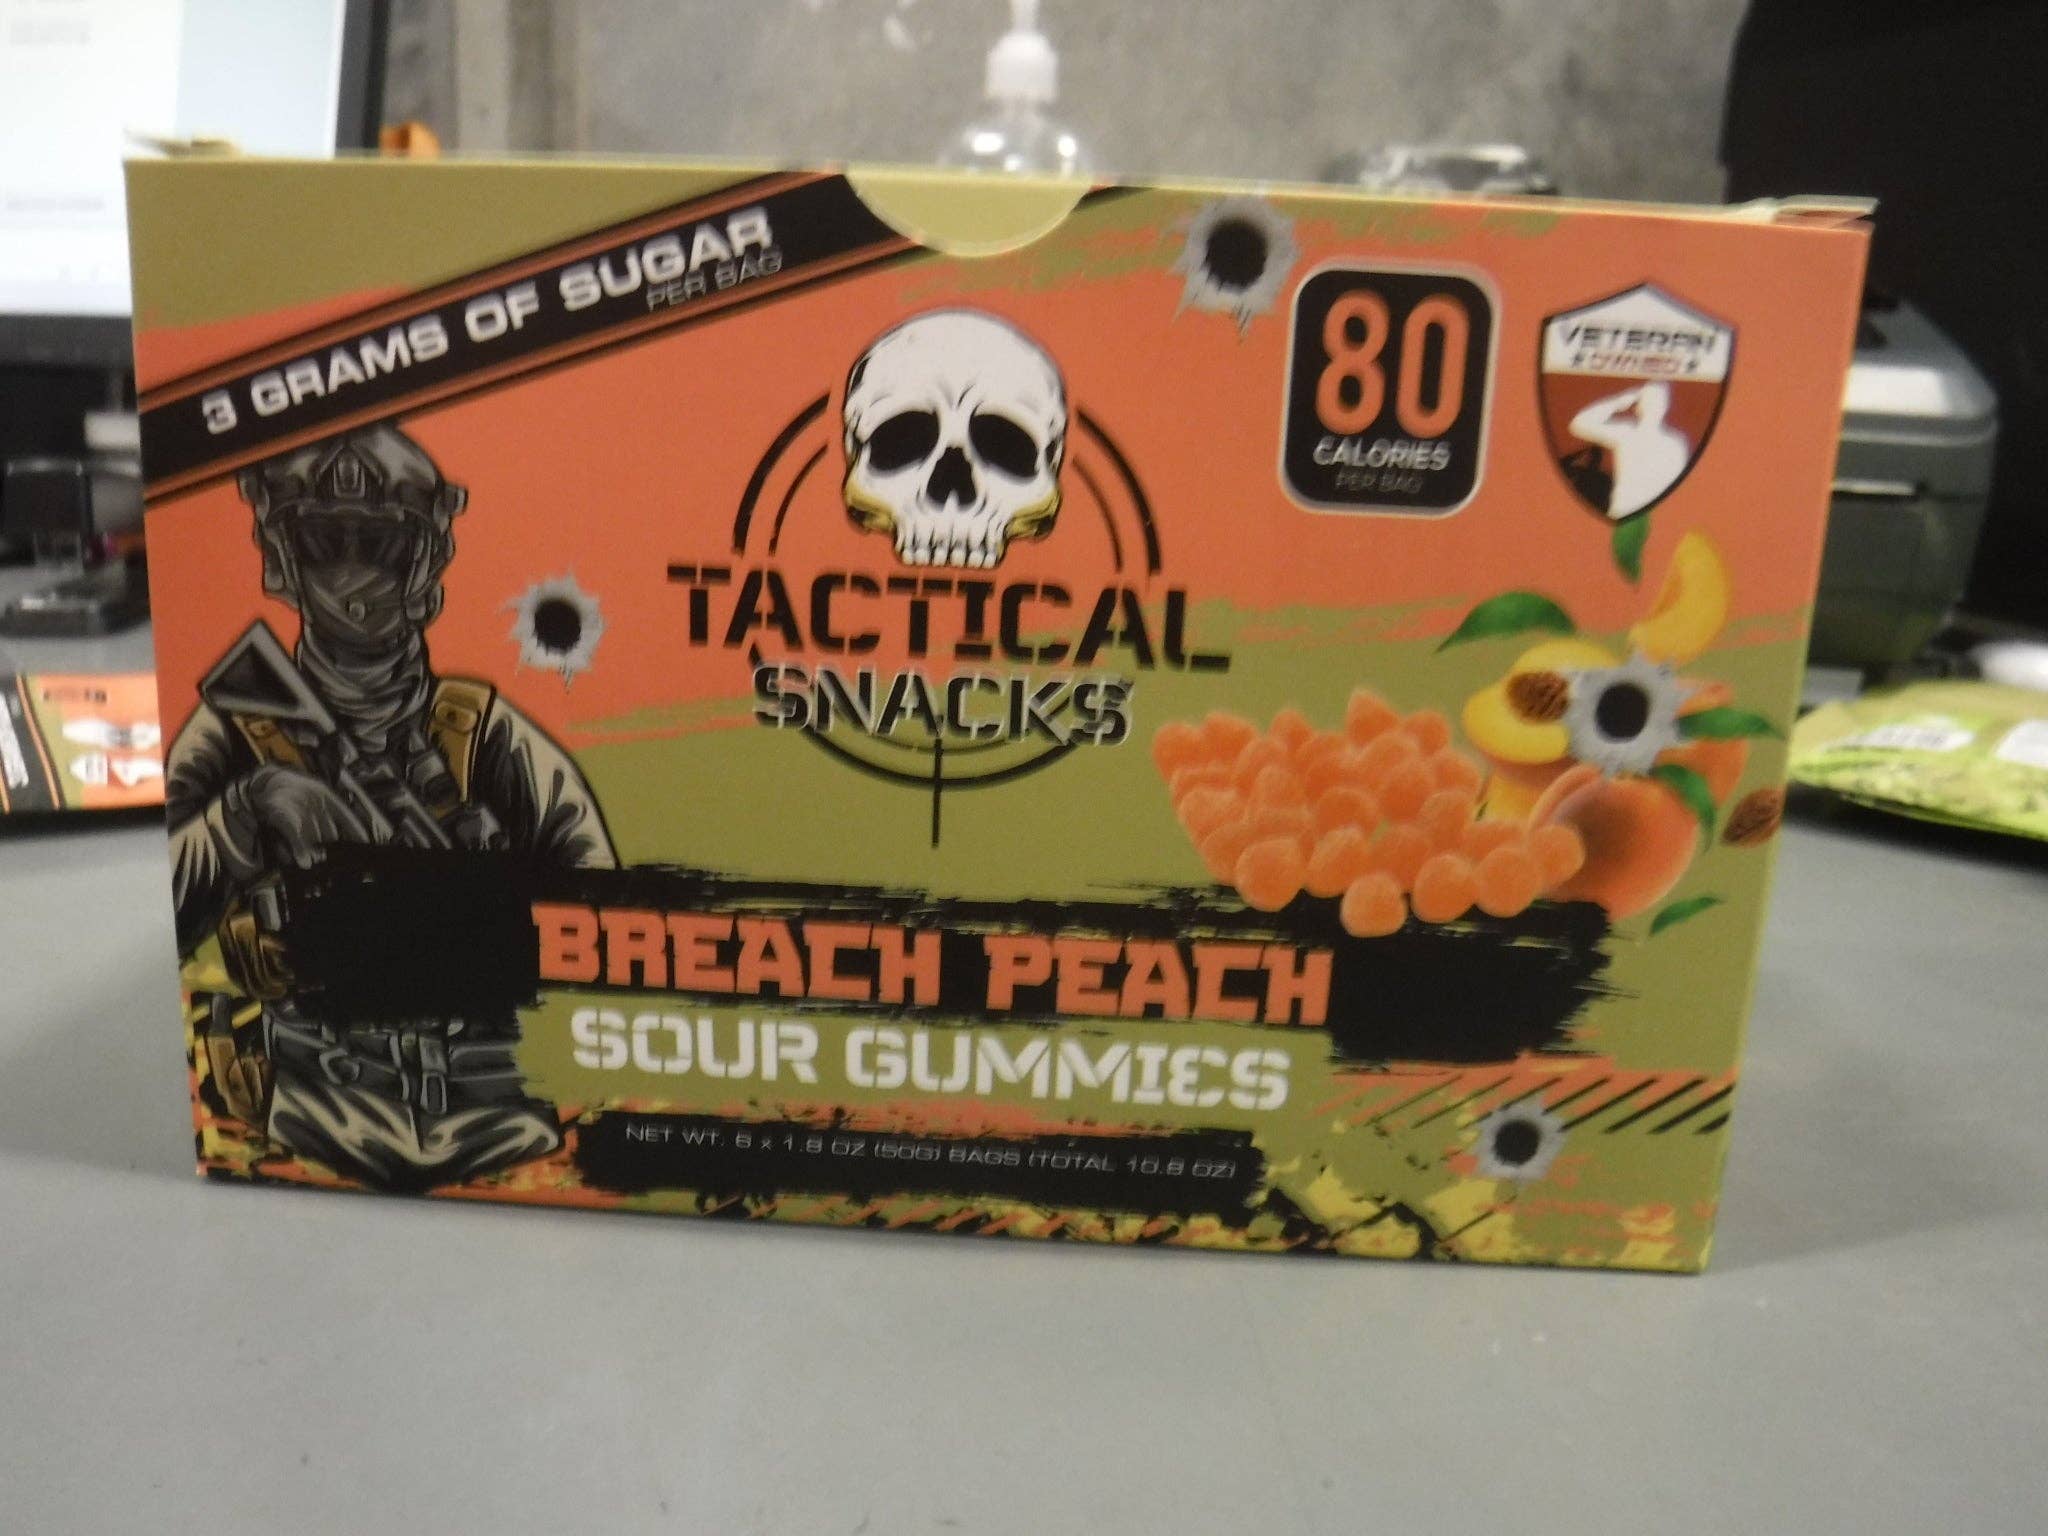 3 GRAMS OF SUGAR
PER BAG
80
CALORIES
PER BAG
VETERAN
OWNED
TACTICAL
SNACKS
BREACH PEACH
SOUR GUMMIES
NET WT. 6 x 1.8 OZ (50G) BAGS (TOTAL 10.8 OZ)